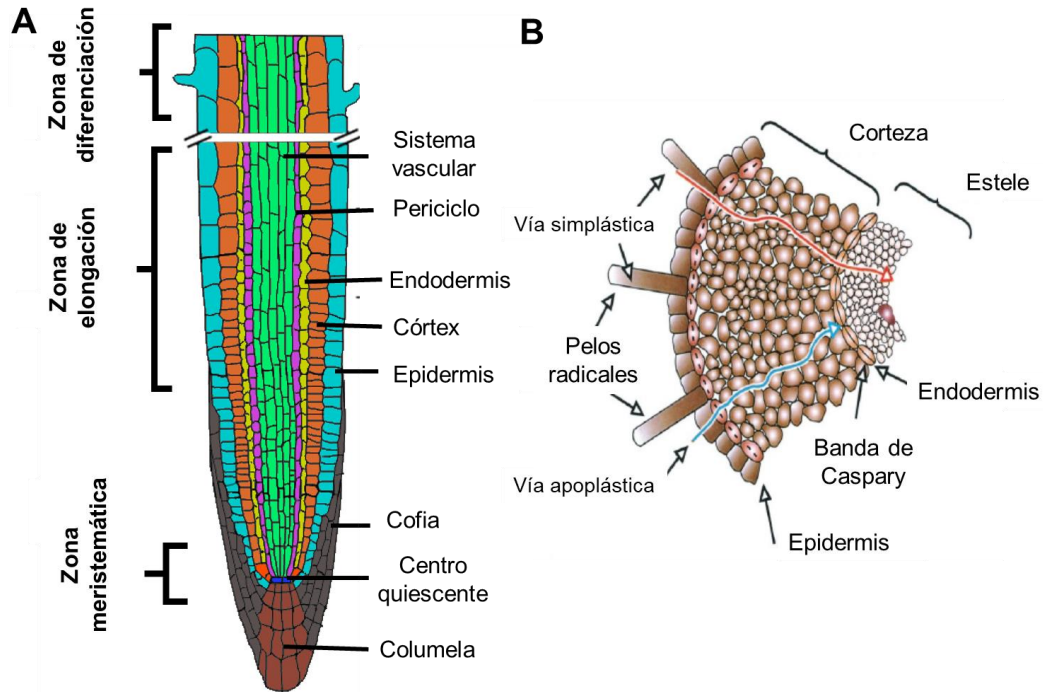 A
Zona de
diferenciación
Zona de
elongación
Zona
meristemática
Sistema
vascular
Periciclo
Endodermis
Córtex
Epidermis
Cofia
Centro
quiescente
Columela
B
Corteza
Estele
Vía simplástica
Pelos
radicales
Vía apoplástica
Endodermis
Banda de
Caspary
Epidermis